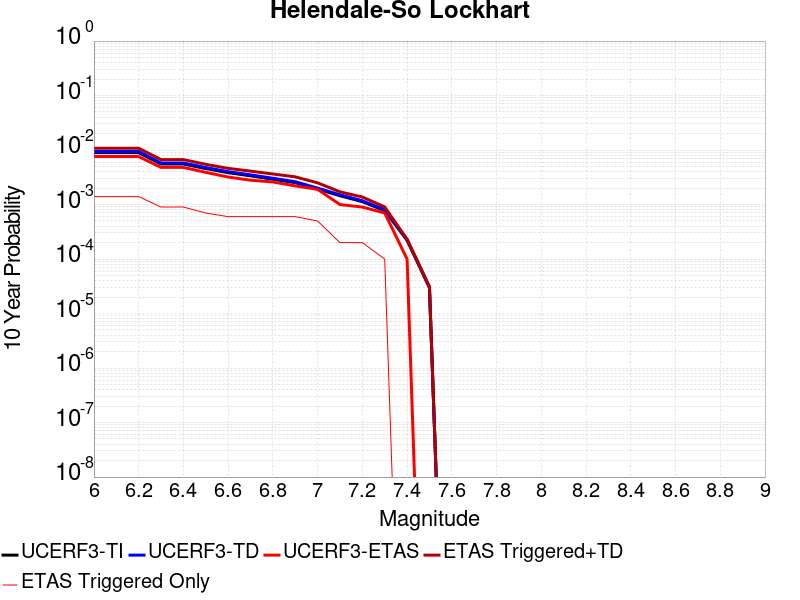 Helendale-So Lockhart
10 0
10 -1
10 -2
10 -3
10 -4
10 -5
10 -6
10 -7
10 -8
10 Year Probability
6 6.2 6.4 6.6 6.8 7 7.2 7.4 7.6 7.8 8 8.2 8.4 8.6 8.8 9
Magnitude
UCERF3-TI UCERF3-TD UCERF3-ETAS ETAS Triggered+TD
ETAS Triggered Only